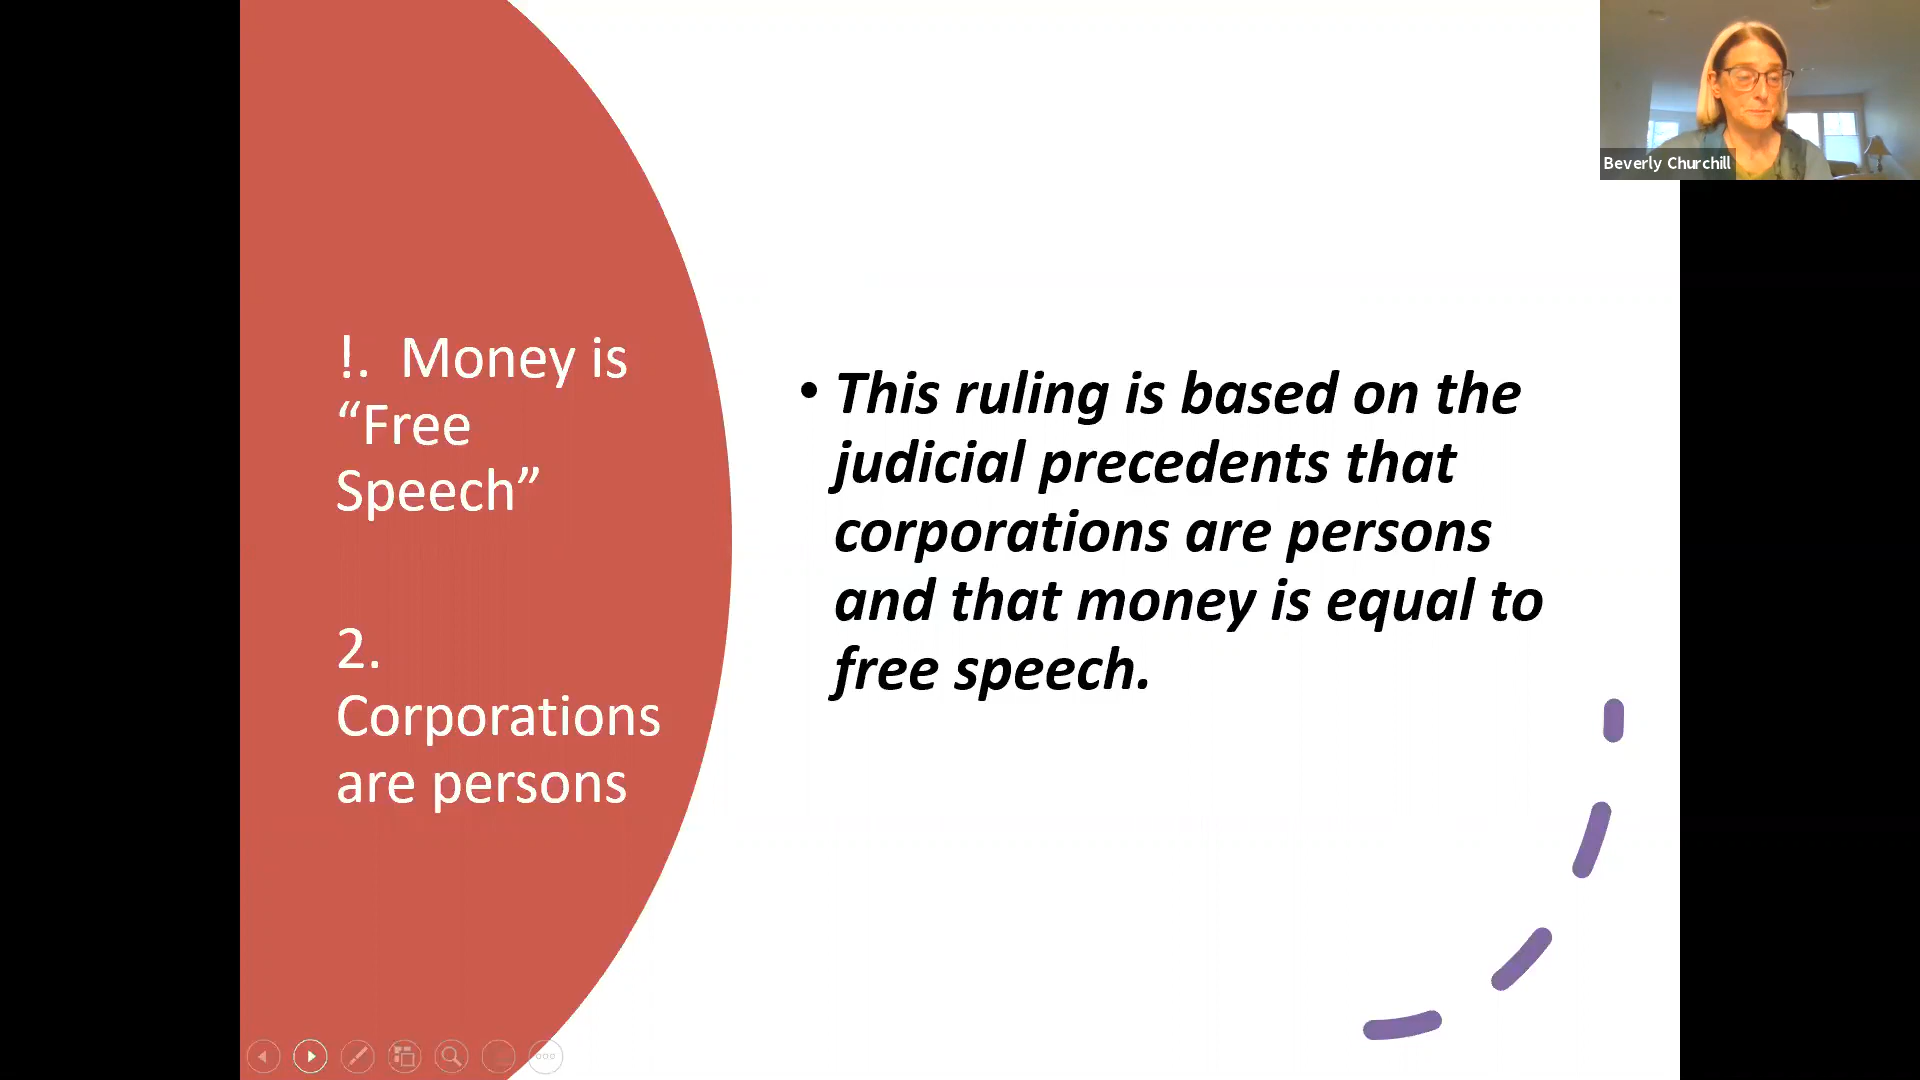 !.  Money is
“Free
Speech”
2.
Corporations
are persons
• This ruling is based on the
judicial precedents that
corporations are persons
and that money is equal to
free speech.
Beverly Churchill